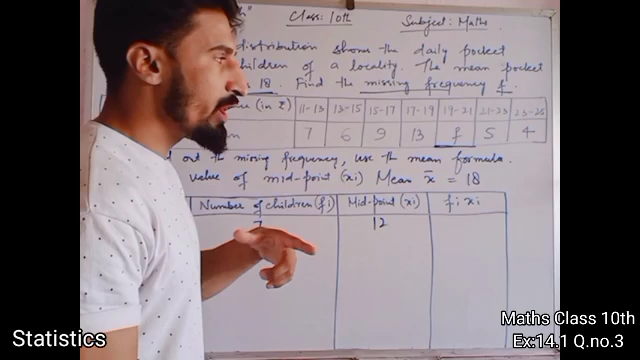 Class: 10th Subject: Maths
distribution shows the daily pocket
children of a locality. The mean pocket
18. Find the missing frequency f.
(in ₹) 11-13 13-15 15-17 17-19 19-21 21-23 23-25
7 6 9 13 f 5 4
out the missing frequency, use the mean formula.
value of mid-point (xi) Mean x̄ = 18
Number of children (fi) Mid-point (xi) fi xi
7 12
Maths Class 10th
Statistics Ex:14.1 Q.no.3